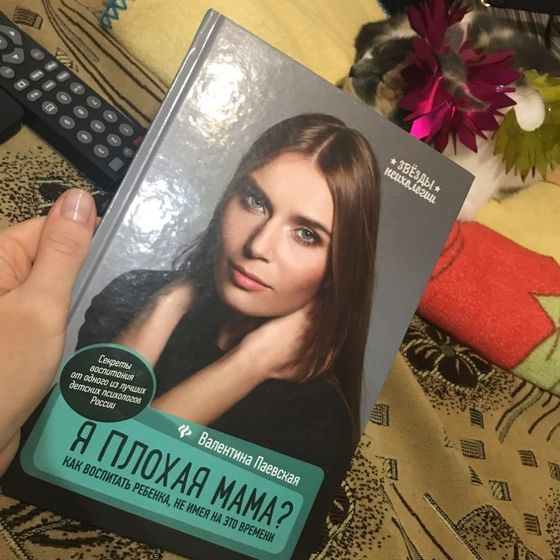 ЗВЁЗДЫ
психологии
Секреты
воспитания
от одного из лучших
детских психологов
России
Валентина Паевская
Я ПЛОХАЯ МАМА?
КАК ВОСПИТАТЬ РЕБЕНКА, НЕ ИМЕЯ НА ЭТО ВРЕМЕНИ